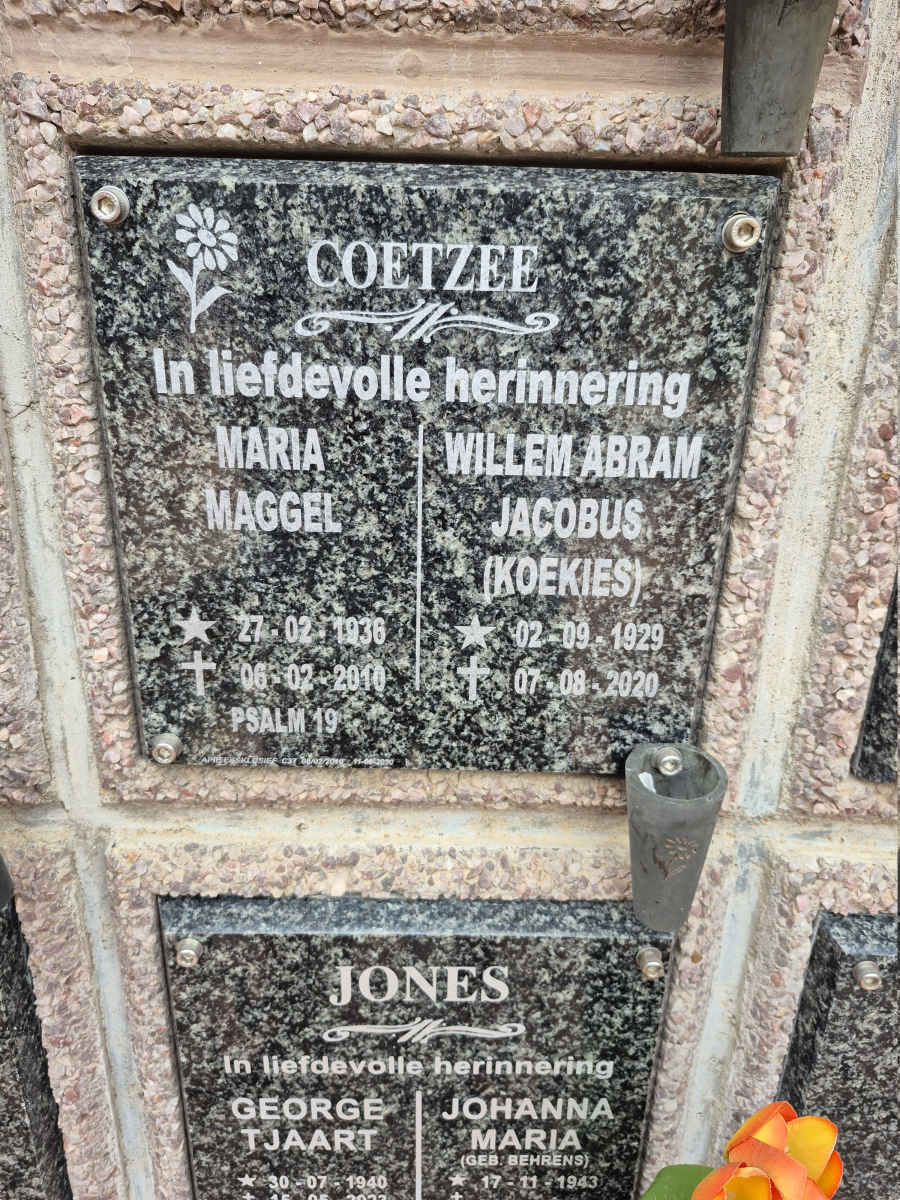 COETZEE
In liefdevolle herinnering
MARIA
MAGGEL
27 - 02 - 1936
06 - 02 - 2010
PSALM 19
WILLEM ABRAM
JACOBUS
(KOEKIES)
02 - 09 - 1929
07 - 08 - 2020
C37
JONES
In liefdevolle herinnering
GEORGE
TJAART
30 - 07 - 1940
JOHANNA
MARIA
(GEB. BEHRENS)
17 - 11 - 1943